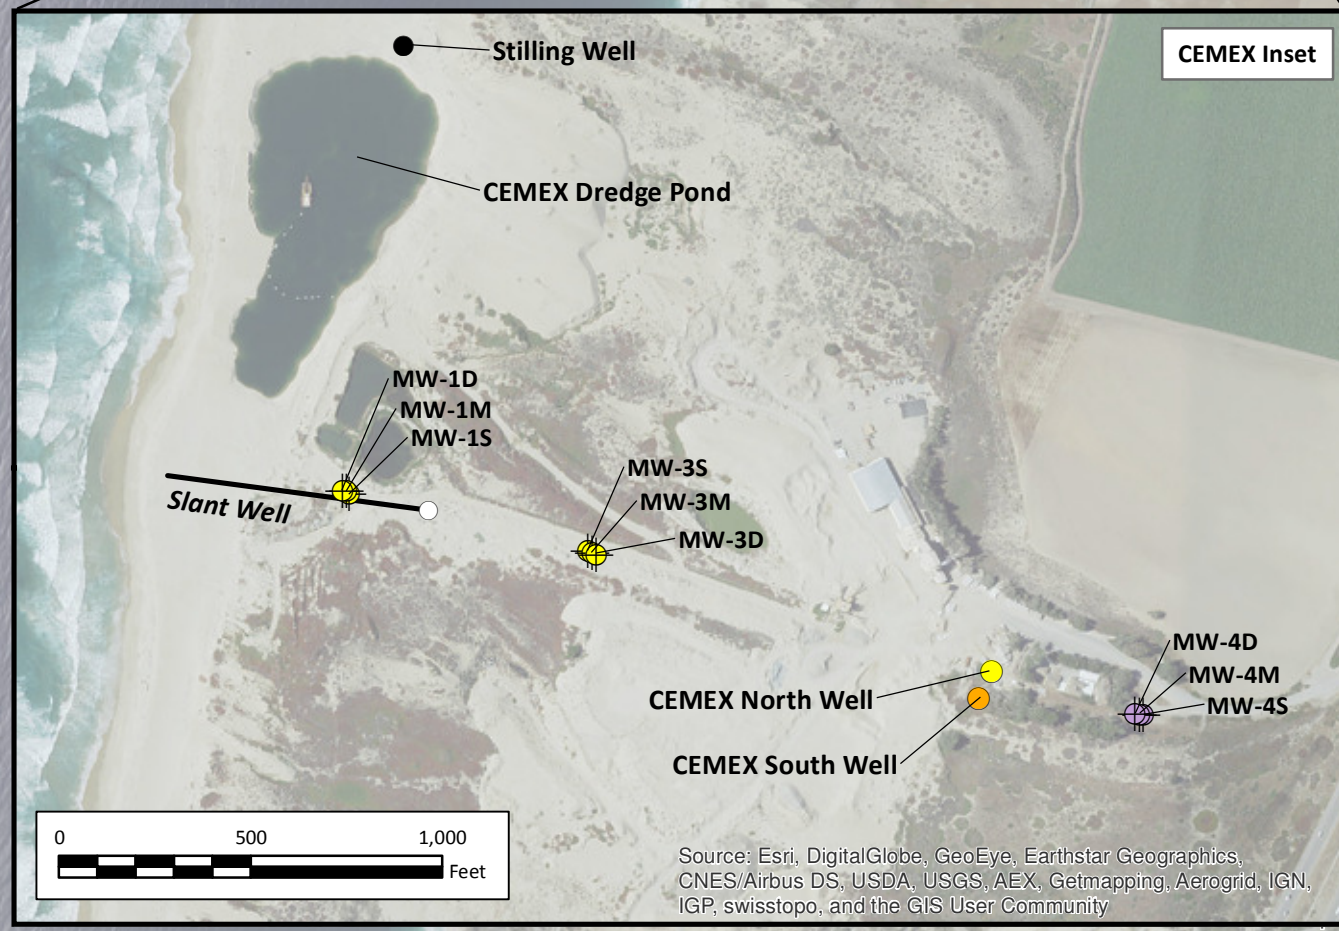 Stilling Well
CEMEX Inset
CEMEX Dredge Pond
MW-1D
MW-1M
MW-1S
MW-3S
MW-3M
MW-3D
Slant Well
MW-4D
MW-4M
MW-4S
CEMEX North Well
CEMEX South Well
0 500 1,000
Feet
Source: Esri, DigitalGlobe, GeoEye, Earthstar Geographics,
CNES/Airbus DS, USDA, USGS, AEX, Getmapping, Aerogrid, IGN,
IGP, swisstopo, and the GIS User Community